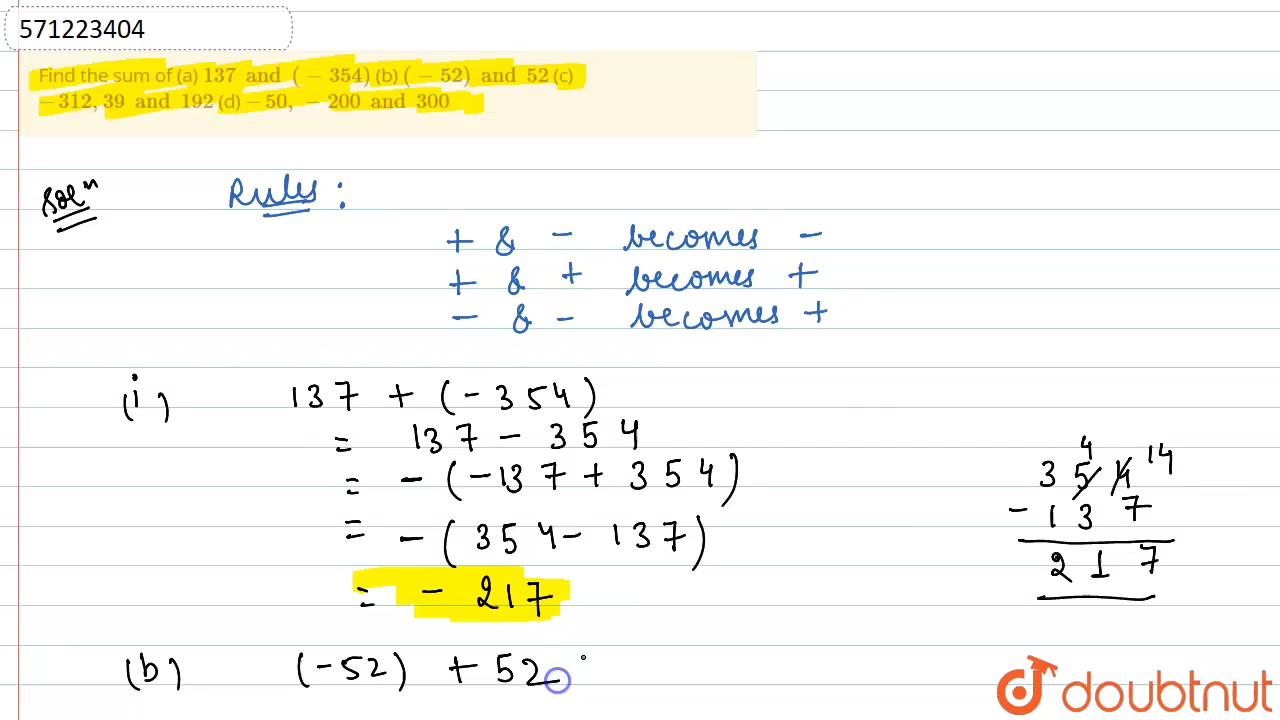 571223404
Find the sum of (a) 137 and (−354) (b) (−52) and 52 (c)
−312, 39 and 192 (d) −50, −200 and 300
Solⁿ
Rules:
+ & - becomes -
+ & + becomes +
- & - becomes +
(i) 137 + (-354)
= 137 - 354
= - (-137 + 354)
= - (354 - 137)
= - 217
4 14
3 5 4
- 1 3 7
2 1 7
(b) (-52) + 52
doubtnut